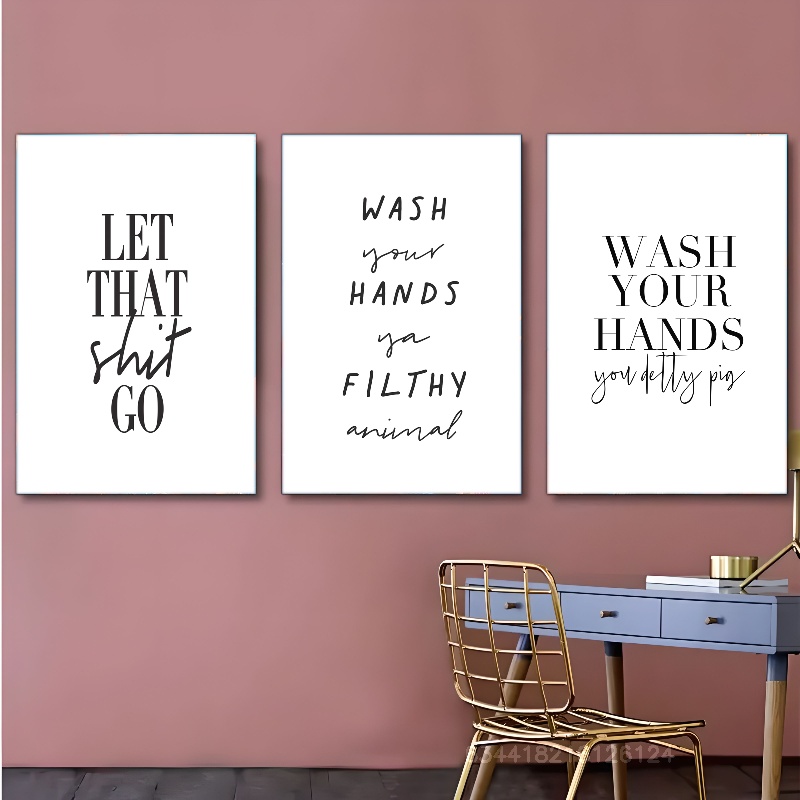 LET
THAT
shit
GO
WASH
your
HANDS
ya
FILTHY
animal
WASH
YOUR
HANDS
you detty pig